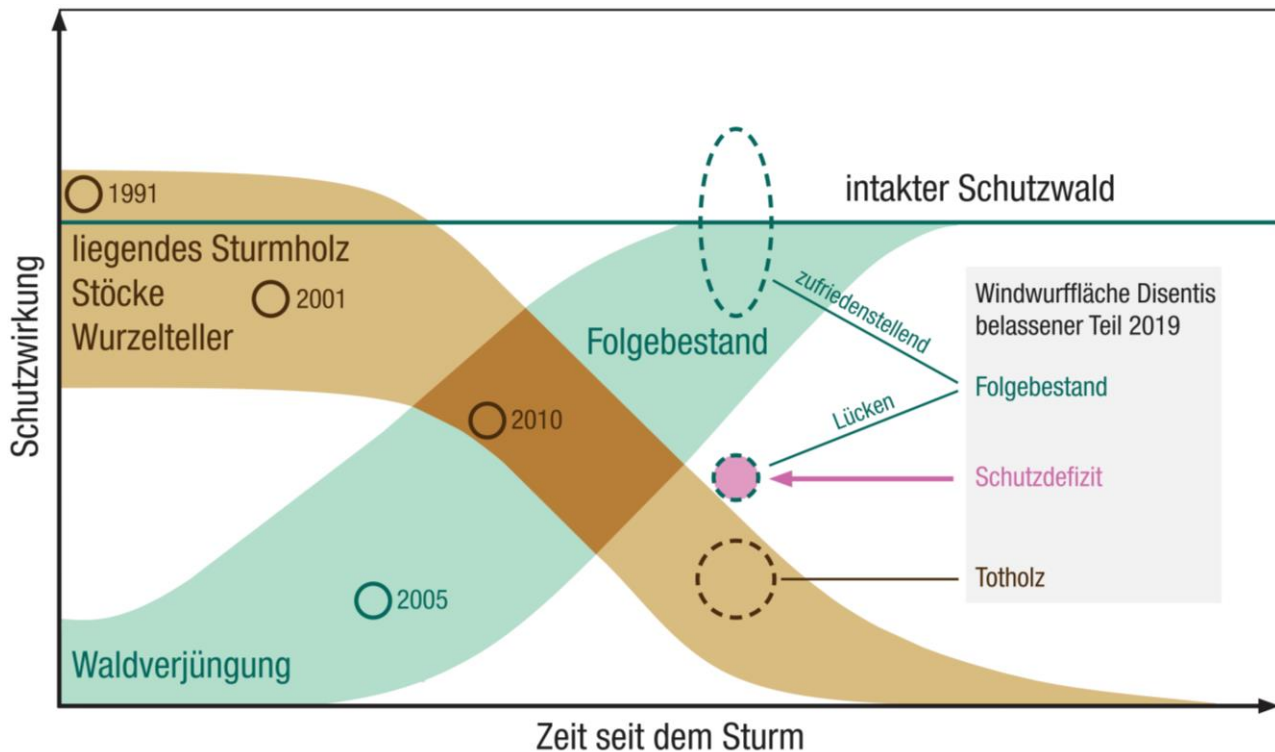 Schutzwirkung
1991
intakter Schutzwald
liegendes Sturmholz
Stöcke
Wurzelteller
2001
zufriedenstellend
Windwurffläche Disentis
belassener Teil 2019
Folgebestand
Folgebestand
Lücken
2010
Schutzdefizit
Totholz
2005
Waldverjüngung
Zeit seit dem Sturm